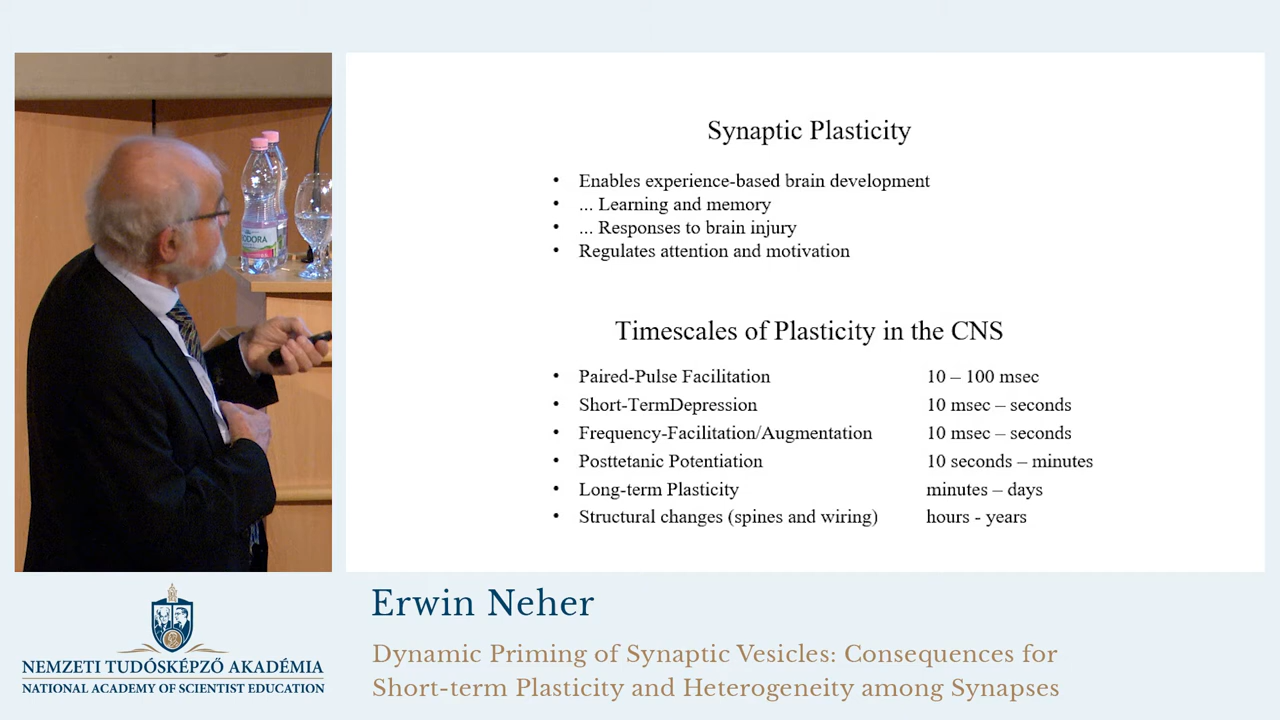 Synaptic Plasticity
• Enables experience-based brain development
• ... Learning and memory
• ... Responses to brain injury
• Regulates attention and motivation
Timescales of Plasticity in the CNS
• Paired-Pulse Facilitation 10 – 100 msec
• Short-TermDepression 10 msec – seconds
• Frequency-Facilitation/Augmentation 10 msec – seconds
• Posttetanic Potentiation 10 seconds – minutes
• Long-term Plasticity minutes – days
• Structural changes (spines and wiring) hours - years
Erwin Neher
Dynamic Priming of Synaptic Vesicles: Consequences for
Short-term Plasticity and Heterogeneity among Synapses
NEMZETI TUDÓSKÉPZŐ AKADÉMIA
NATIONAL ACADEMY OF SCIENTIST EDUCATION